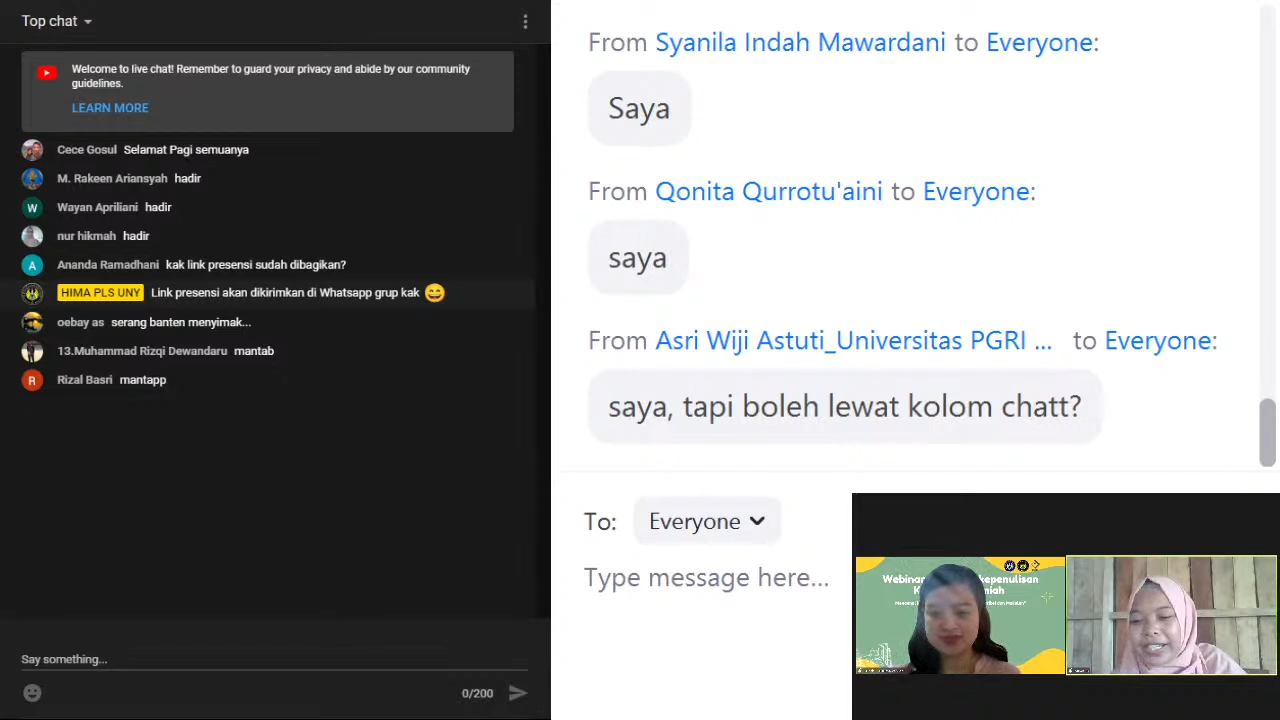 Top chat
Welcome to live chat! Remember to guard your privacy and abide by our community
guidelines.
LEARN MORE
Cece Gosul Selamat Pagi semuanya
M. Rakeen Ariansyah hadir
W Wayan Apriliani hadir
nur hikmah hadir
A Ananda Ramadhani kak link presensi sudah dibagikan?
HIMA PLS UNY Link presensi akan dikirimkan di Whatsapp grup kak 😄
oebay as serang banten menyimak...
13.Muhammad Rizqi Dewandaru mantab
R Rizal Basri mantapp
Say something...
0/200
From Syanila Indah Mawardani to Everyone:
Saya
From Qonita Qurrotu'aini to Everyone:
saya
From Asri Wiji Astuti_Universitas PGRI ... to Everyone:
saya, tapi boleh lewat kolom chatt?
To: Everyone
Type message here...
Webinar kepenulisan